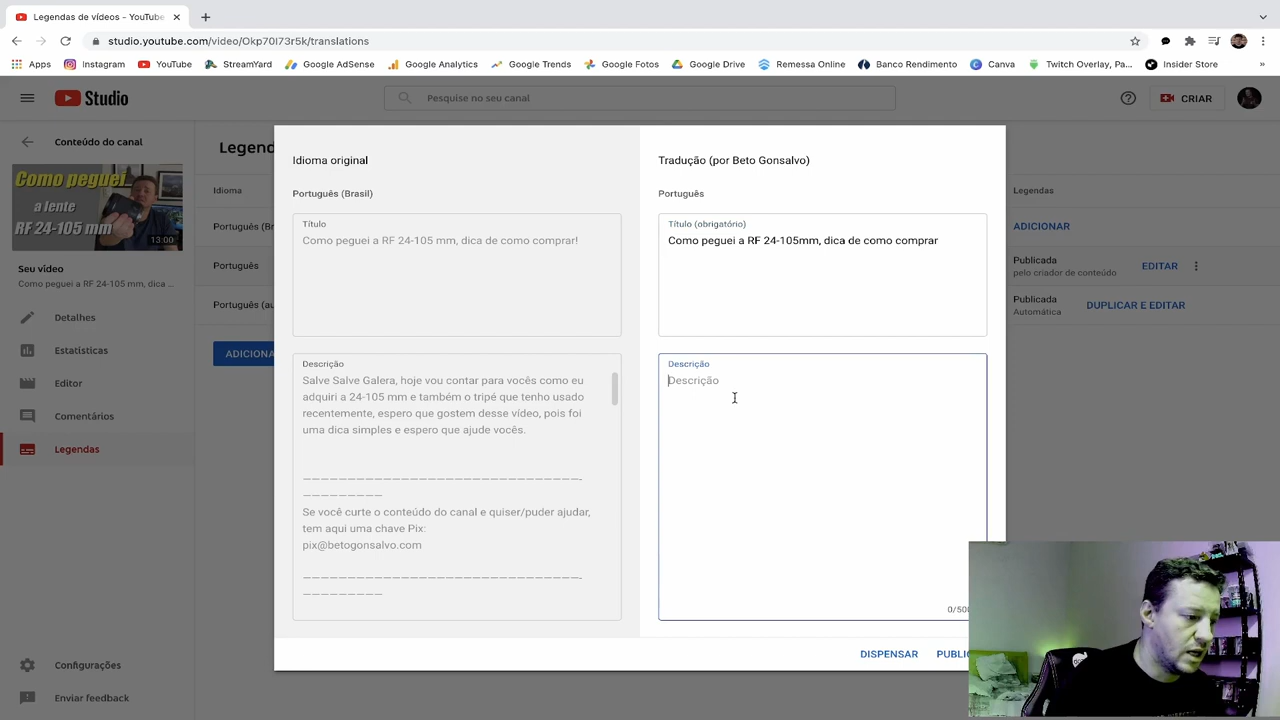 Legendas de vídeos - YouTube
studio.youtube.com/video/Okp70I73r5k/translations
Apps Instagram YouTube StreamYard Google AdSense Google Analytics Google Trends Google Fotos Google Drive Remessa Online Banco Rendimento Canva Twitch Overlay, Pa... Insider Store »
Studio
Pesquise no seu canal
CRIAR
Conteúdo do canal
Como peguei
a lente
RF 24-105 mm
13:00
Seu vídeo
Como peguei a RF 24-105 mm, dica ...
Detalhes
Estatísticas
Editor
Comentários
Legendas
Configurações
Enviar feedback
Legend
Idioma
Português (Br
Português
Português (au
ADICIONA
Idioma original
Português (Brasil)
Título
Como peguei a RF 24-105 mm, dica de como comprar!
Descrição
Salve Salve Galera, hoje vou contar para vocês como eu
adquiri a 24-105 mm e também o tripé que tenho usado
recentemente, espero que gostem desse vídeo, pois foi
uma dica simples e espero que ajude vocês.
————————————————————————————————-
—————————
Se você curte o conteúdo do canal e quiser/puder ajudar,
tem aqui uma chave Pix:
pix@betogonsalvo.com
————————————————————————————————-
—————————
Tradução (por Beto Gonsalvo)
Português
Título (obrigatório)
Como peguei a RF 24-105mm, dica de como comprar
Descrição
Descrição
0/500
DISPENSAR
PUBLIC
Legendas
ADICIONAR
Publicada
pelo criador de conteúdo
EDITAR
Publicada
Automática
DUPLICAR E EDITAR